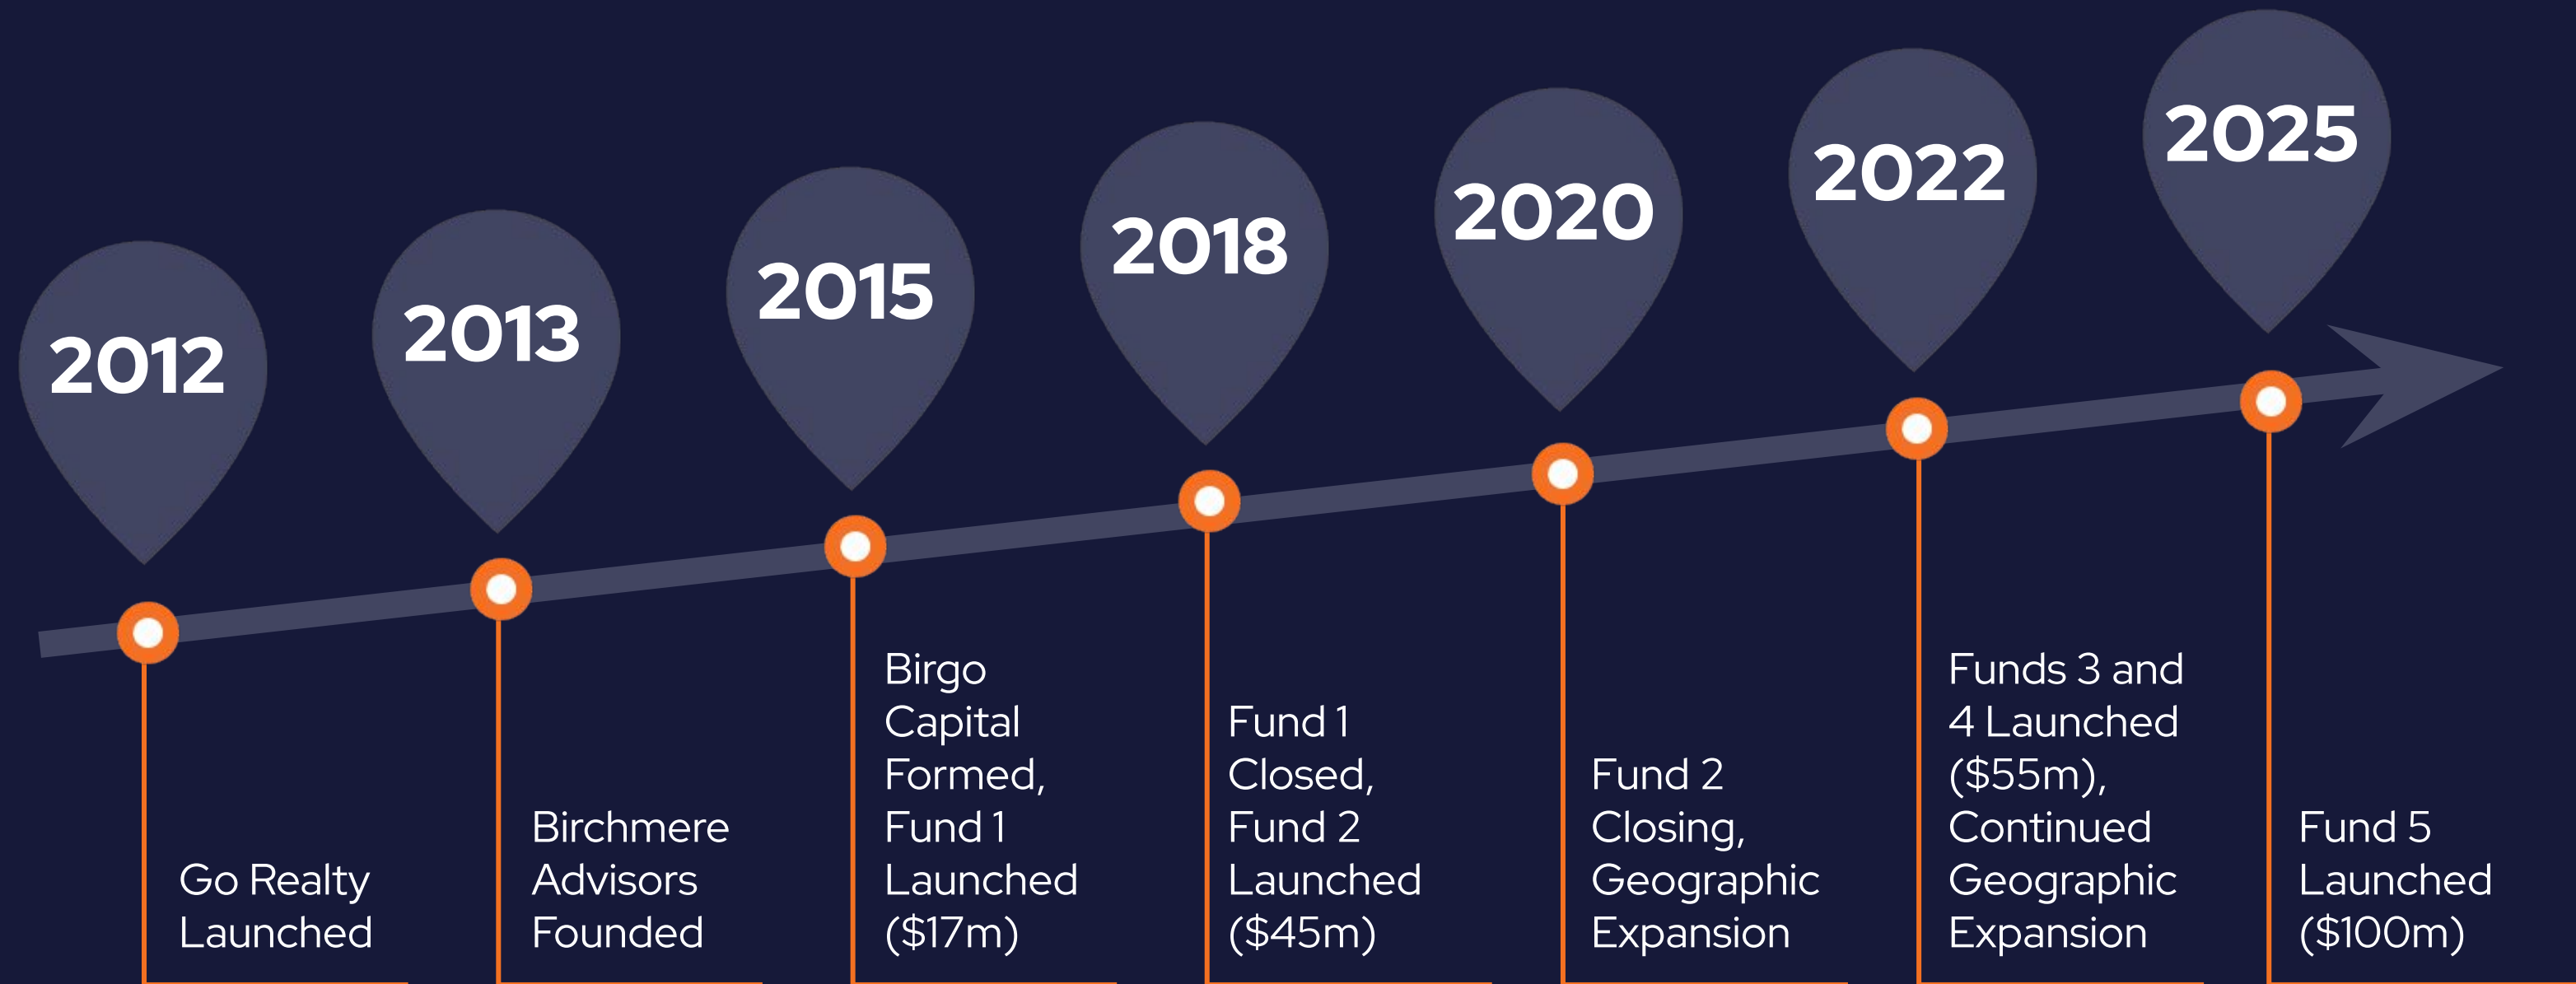 2012
2013
2015
2018
2020
2022
2025
Go Realty
Launched
Birchmere
Advisors
Founded
Birgo
Capital
Formed,
Fund 1
Launched
($17m)
Fund 1
Closed,
Fund 2
Launched
($45m)
Fund 2
Closing,
Geographic
Expansion
Funds 3 and
4 Launched
($55m),
Continued
Geographic
Expansion
Fund 5
Launched
($100m)